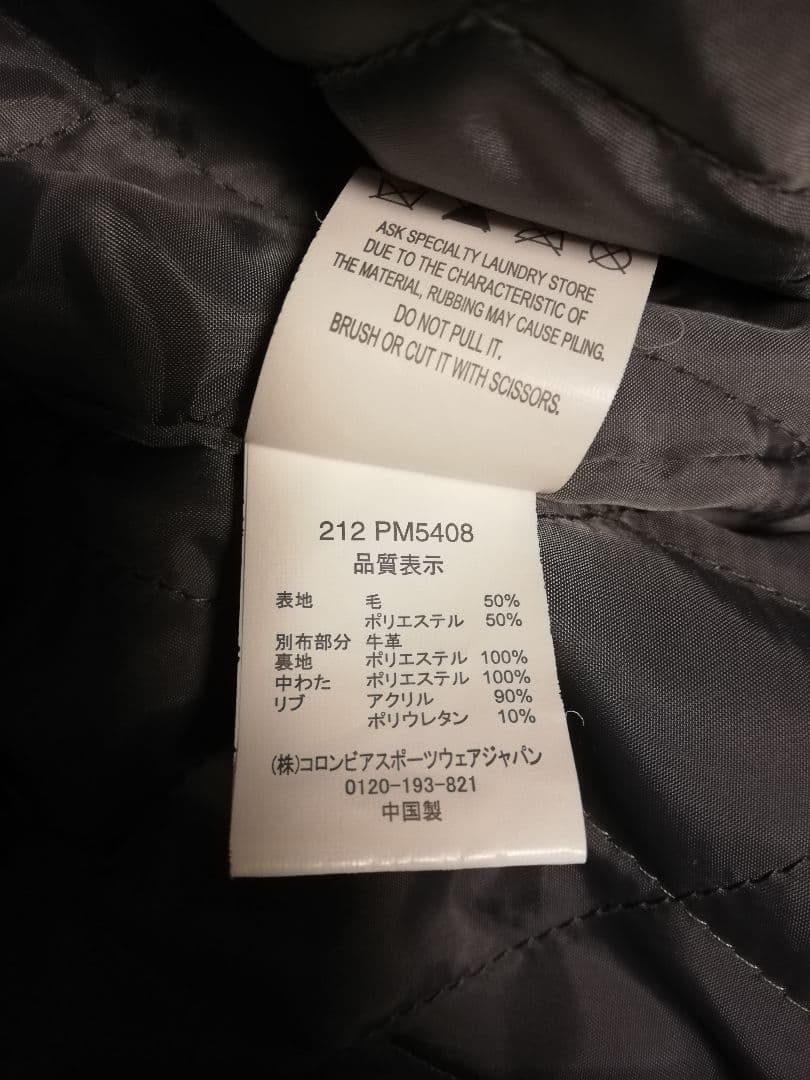 ASK SPECIALTY LAUNDRY STORE
DUE TO THE CHARACTERISTIC OF
THE MATERIAL, RUBBING MAY CAUSE PILING.
DO NOT PULL IT.
BRUSH OR CUT IT WITH SCISSORS.
212 PM5408
品質表示
表地 毛 50%
ポリエステル 50%
別布部分 牛革
裏地 ポリエステル 100%
中わた ポリエステル 100%
リブ アクリル 90%
ポリウレタン 10%
(株)コロンビアスポーツウェアジャパン
0120-193-821
中国製